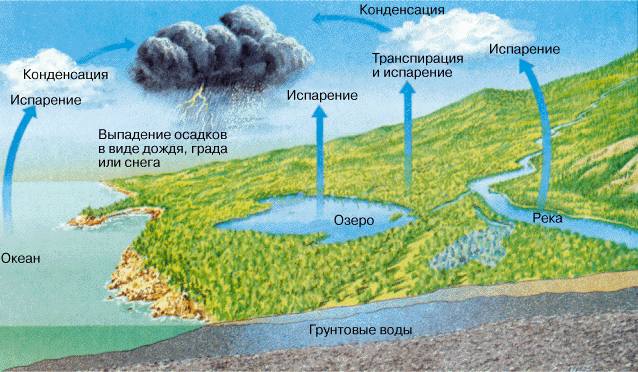 Конденсация
Конденсация
Испарение
Транспирация
и испарение
Испарение
Испарение
Выпадение осадков
в виде дождя, града
или снега
Озеро
Река
Океан
Грунтовые воды